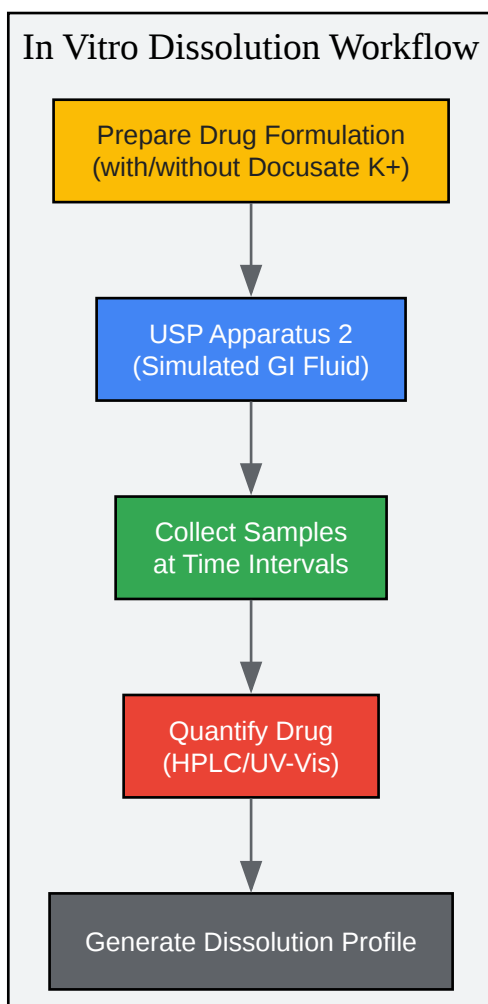 In Vitro Dissolution Workflow
Prepare Drug Formulation
(with/without Docusate K+)
USP Apparatus 2
(Simulated GI Fluid)
Collect Samples
at Time Intervals
Quantify Drug
(HPLC/UV-Vis)
Generate Dissolution Profile